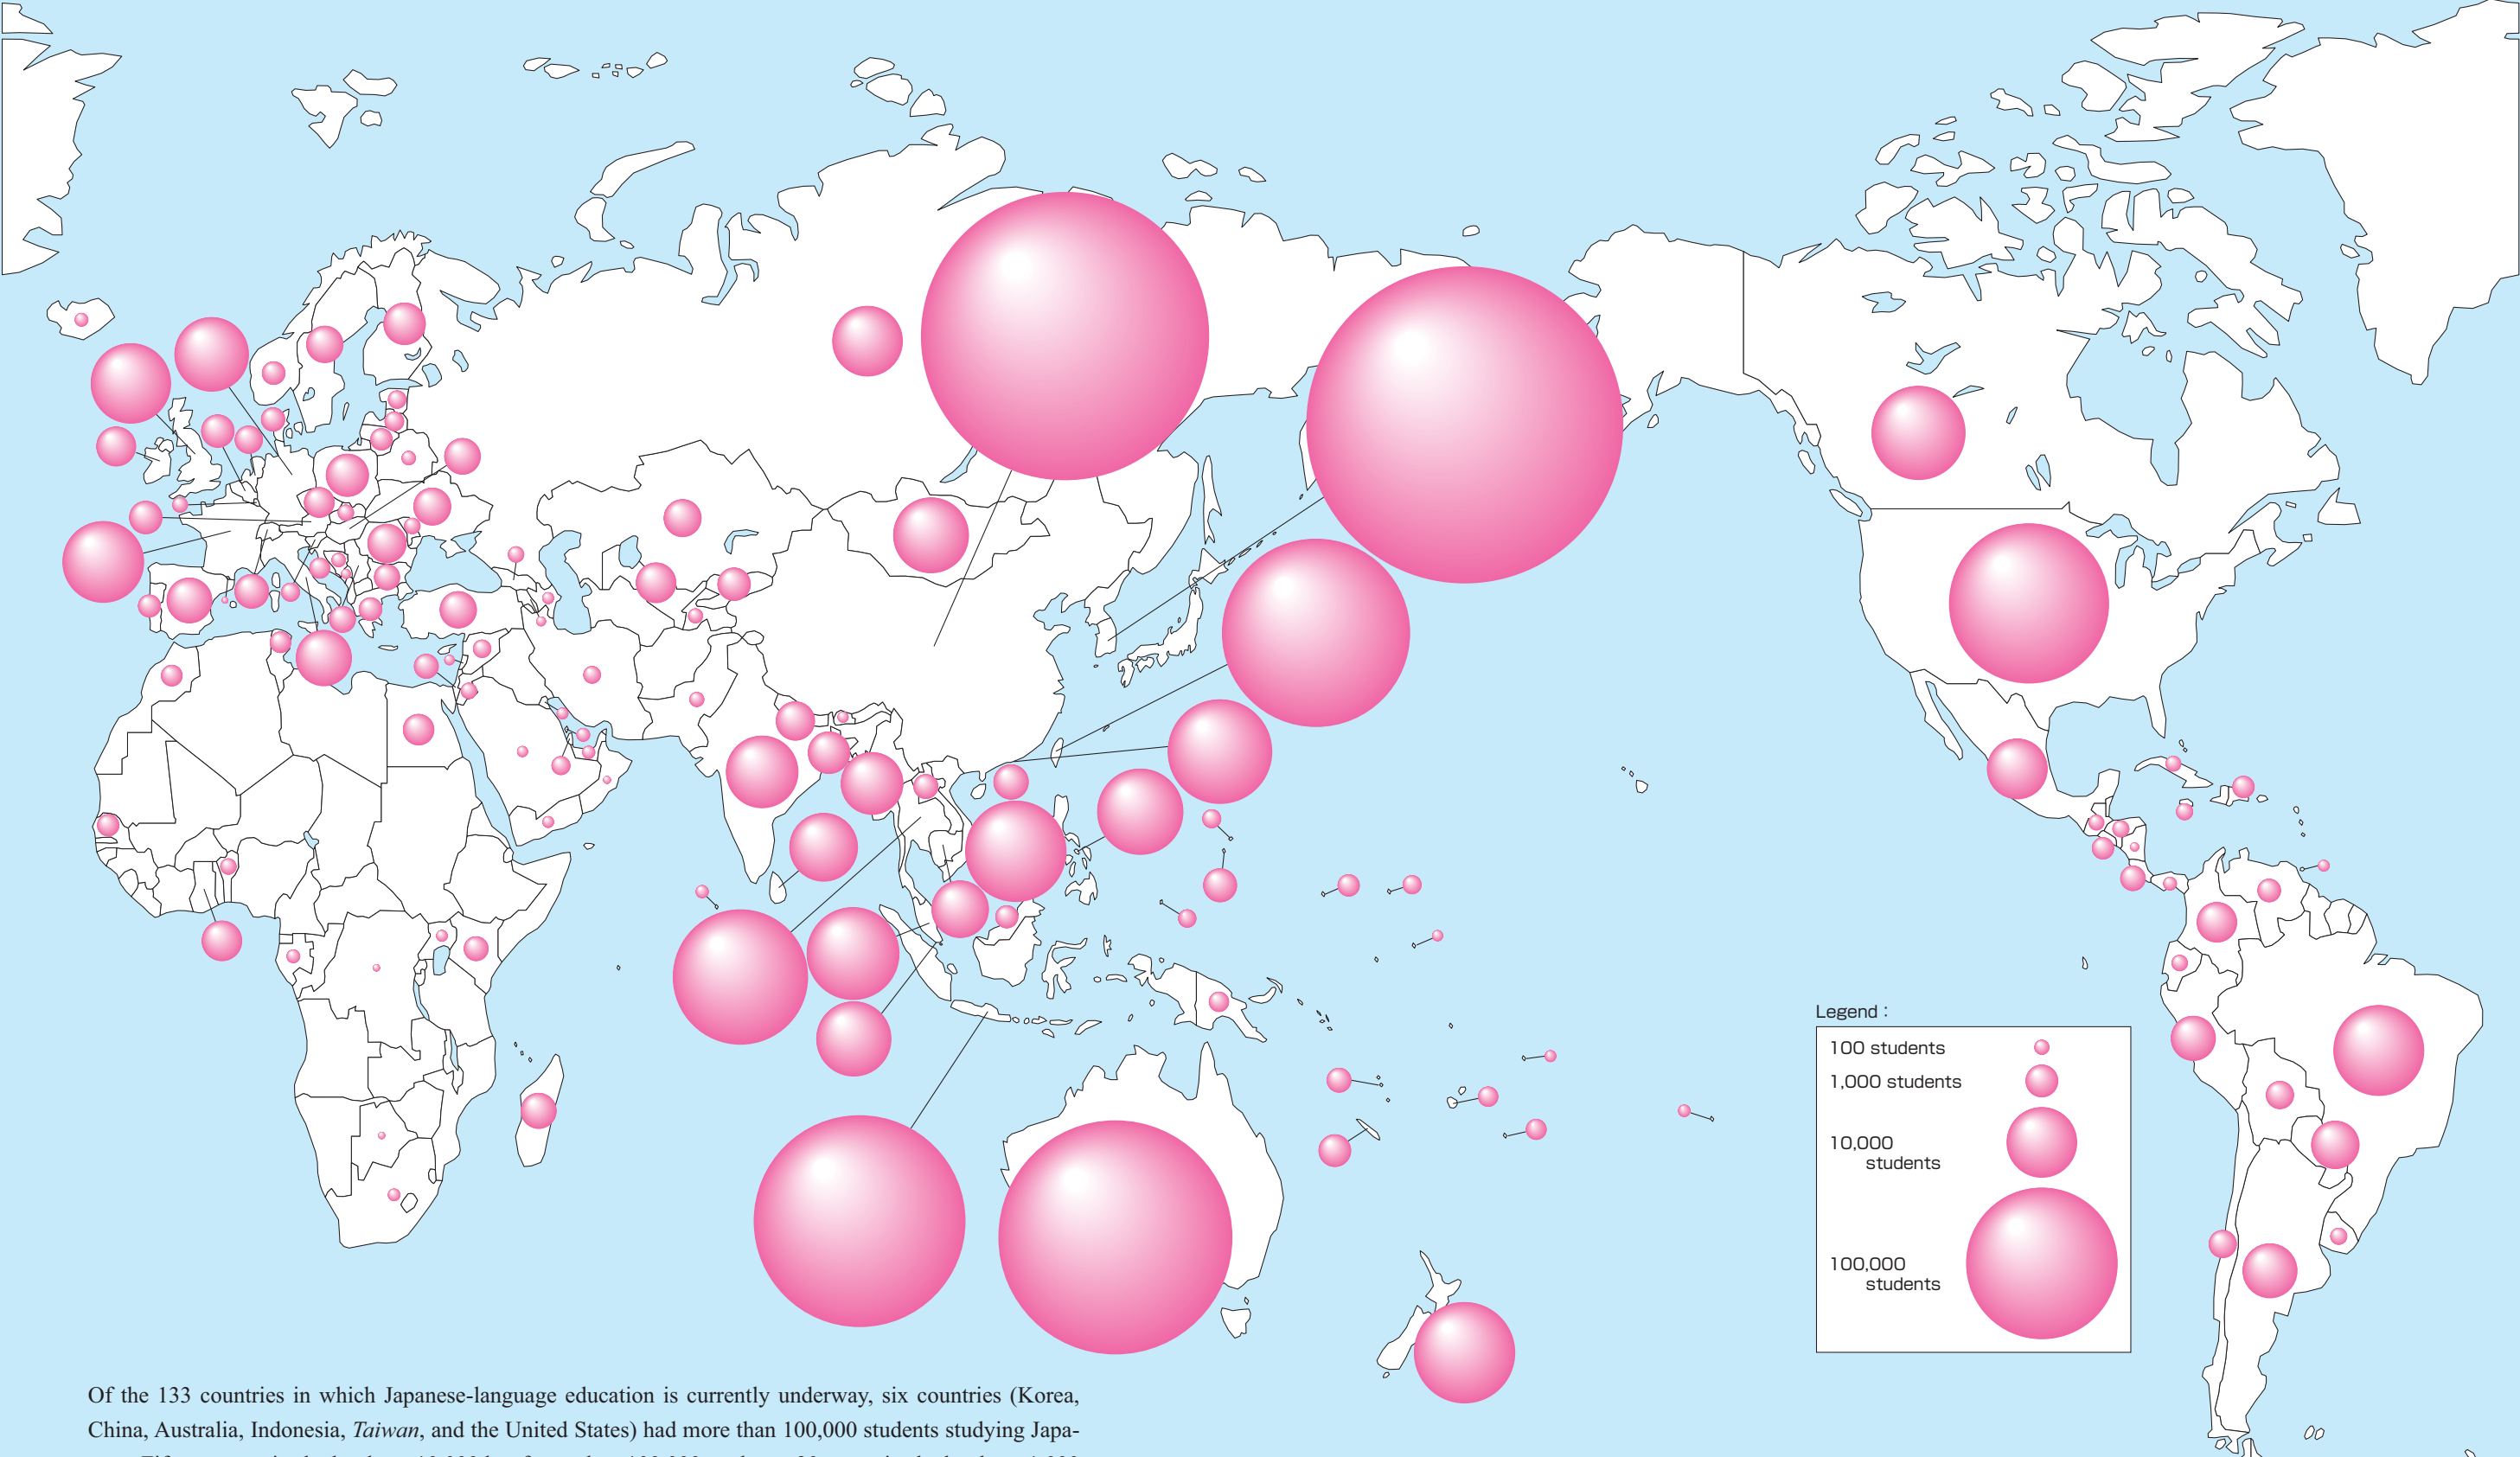 Legend :
100 students
1,000 students
10,000
students
100,000
students
Of the 133 countries in which Japanese-language education is currently underway, six countries (Korea,
China, Australia, Indonesia, Taiwan, and the United States) had more than 100,000 students studying Japa-